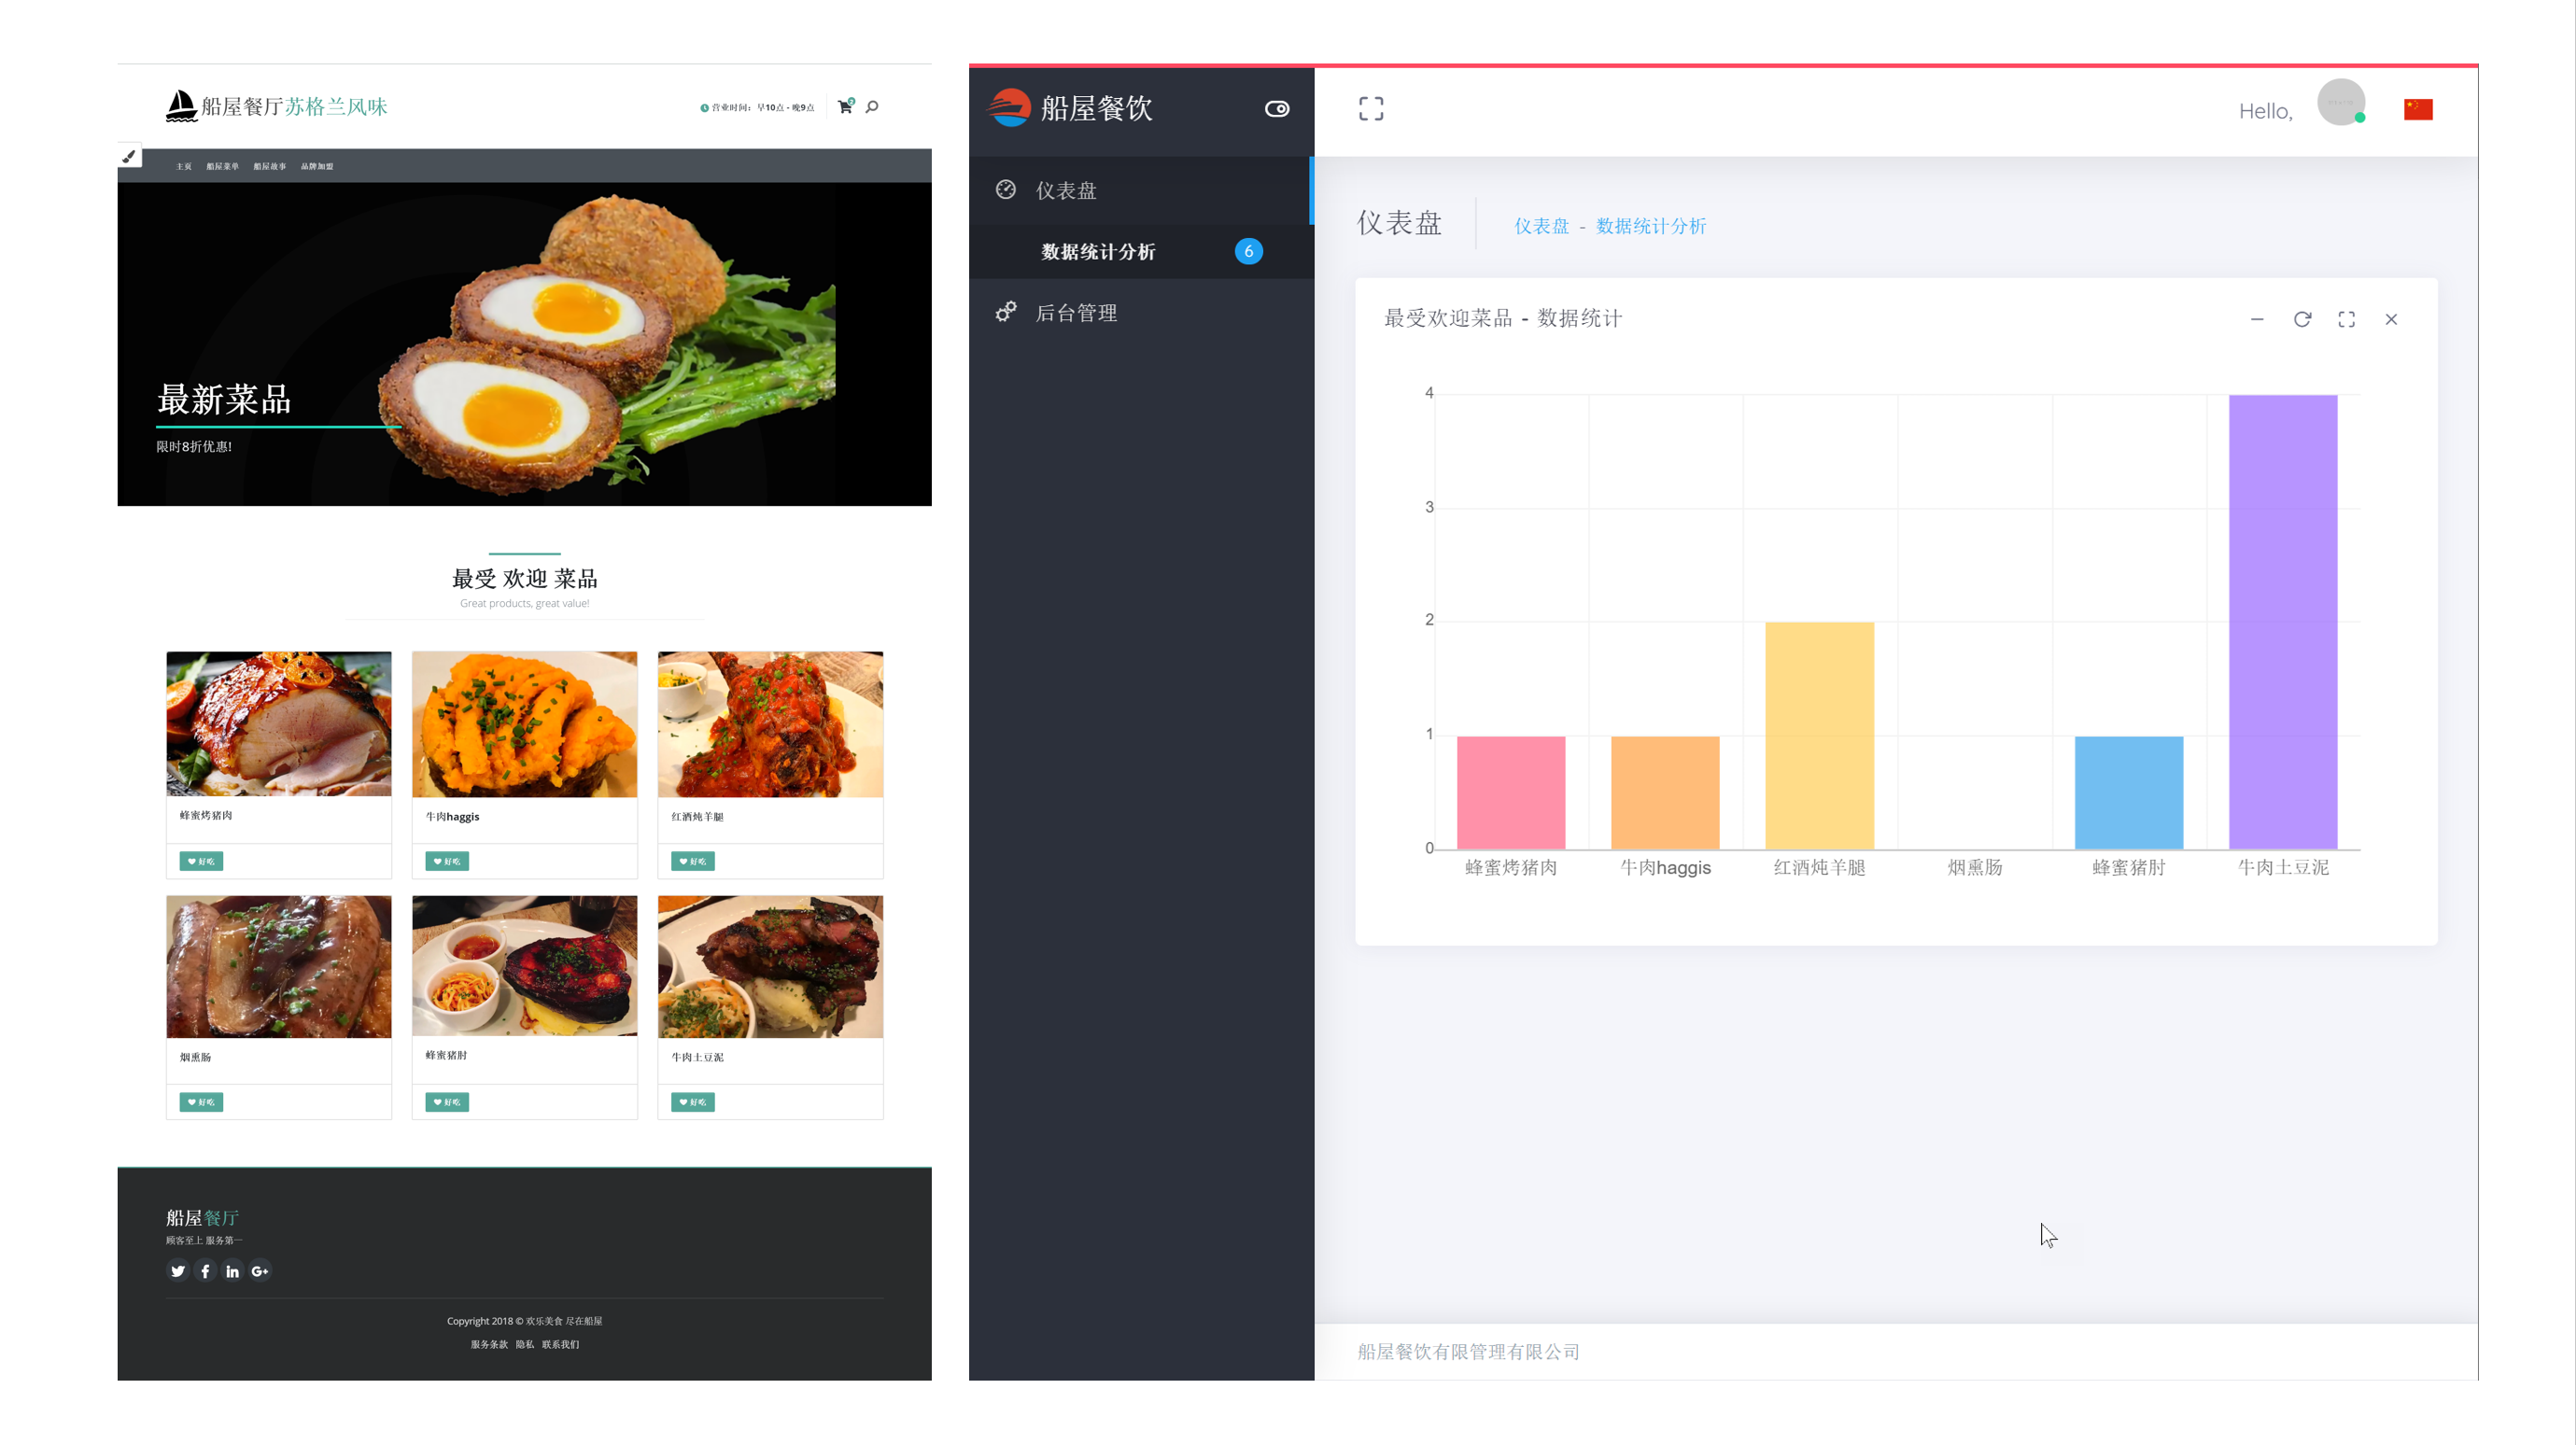 船屋餐厅苏格兰风味
营业时间：早10点 - 晚9点
主页 船屋菜单 船屋故事 品牌加盟
最新菜品
限时8折优惠!
最受 欢迎 菜品
Great products, great value!
蜂蜜烤猪肉 牛肉haggis 红酒炖羊腿
好吃 好吃 好吃
烟熏肠 蜂蜜猪肘 牛肉土豆泥
好吃 好吃 好吃
船屋餐厅
顾客至上 服务第一
Copyright 2018 © 欢乐美食 尽在船屋
服务条款 隐私 联系我们
船屋餐饮
Hello,
仪表盘
数据统计分析 6
后台管理
仪表盘 仪表盘 - 数据统计分析
最受欢迎菜品 - 数据统计
4
3
2
1
0
蜂蜜烤猪肉 牛肉haggis 红酒炖羊腿 烟熏肠 蜂蜜猪肘 牛肉土豆泥
船屋餐饮有限管理有限公司